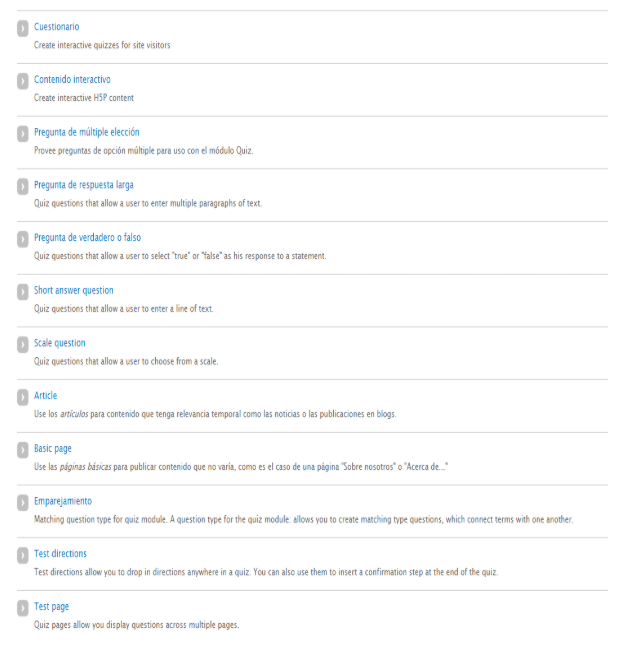 Cuestionario
Create interactive quizzes for site visitors
Contenido interactivo
Create interactive H5P content
Pregunta de múltiple elección
Provee preguntas de opción múltiple para uso con el módulo Quiz.
Pregunta de respuesta larga
Quiz questions that allow a user to enter multiple paragraphs of text.
Pregunta de verdadero o falso
Quiz questions that allow a user to select "true" or "false" as his response to a statement.
Short answer question
Quiz questions that allow a user to enter a line of text.
Scale question
Quiz questions that allow a user to choose from a scale.
Article
Use los artículos para contenido que tenga relevancia temporal como las noticias o las publicaciones en blogs.
Basic page
Use las páginas básicas para publicar contenido que no varía, como es el caso de una página "Sobre nosotros" o "Acerca de..."
Emparejamiento
Matching question type for quiz module. A question type for the quiz module: allows you to create matching type questions, which connect terms with one another.
Test directions
Test directions allow you to drop in directions anywhere in a quiz. You can also use them to insert a confirmation step at the end of the quiz.
Test page
Quiz pages allow you display questions across multiple pages.